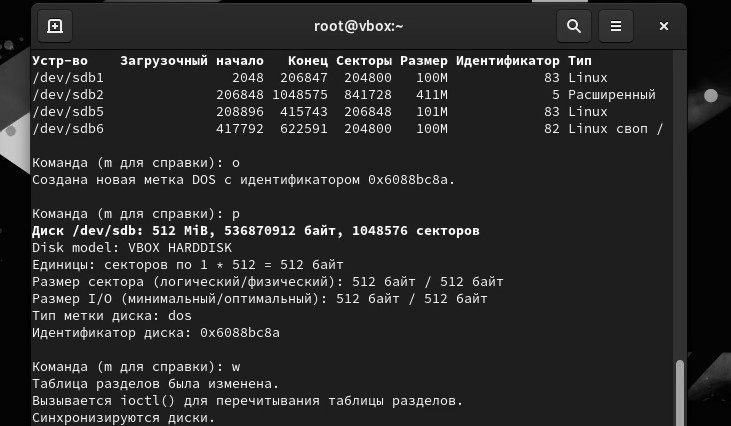 root@vbox:~
Устр-во Загрузочный начало Конец Секторы Размер Идентификатор Тип
/dev/sdb1 2048 206847 204800 100M 83 Linux
/dev/sdb2 206848 1048575 841728 411M 5 Расширенный
/dev/sdb5 208896 415743 206848 101M 83 Linux
/dev/sdb6 417792 622591 204800 100M 82 Linux своп /
Команда (m для справки): o
Создана новая метка DOS с идентификатором 0x6088bc8a.
Команда (m для справки): p
Диск /dev/sdb: 512 MiB, 536870912 байт, 1048576 секторов
Disk model: VBOX HARDDISK
Единицы: секторов по 1 * 512 = 512 байт
Размер сектора (логический/физический): 512 байт / 512 байт
Размер I/O (минимальный/оптимальный): 512 байт / 512 байт
Тип метки диска: dos
Идентификатор диска: 0x6088bc8a
Команда (m для справки): w
Таблица разделов была изменена.
Вызывается ioctl() для перечитывания таблицы разделов.
Синхронизируются диски.